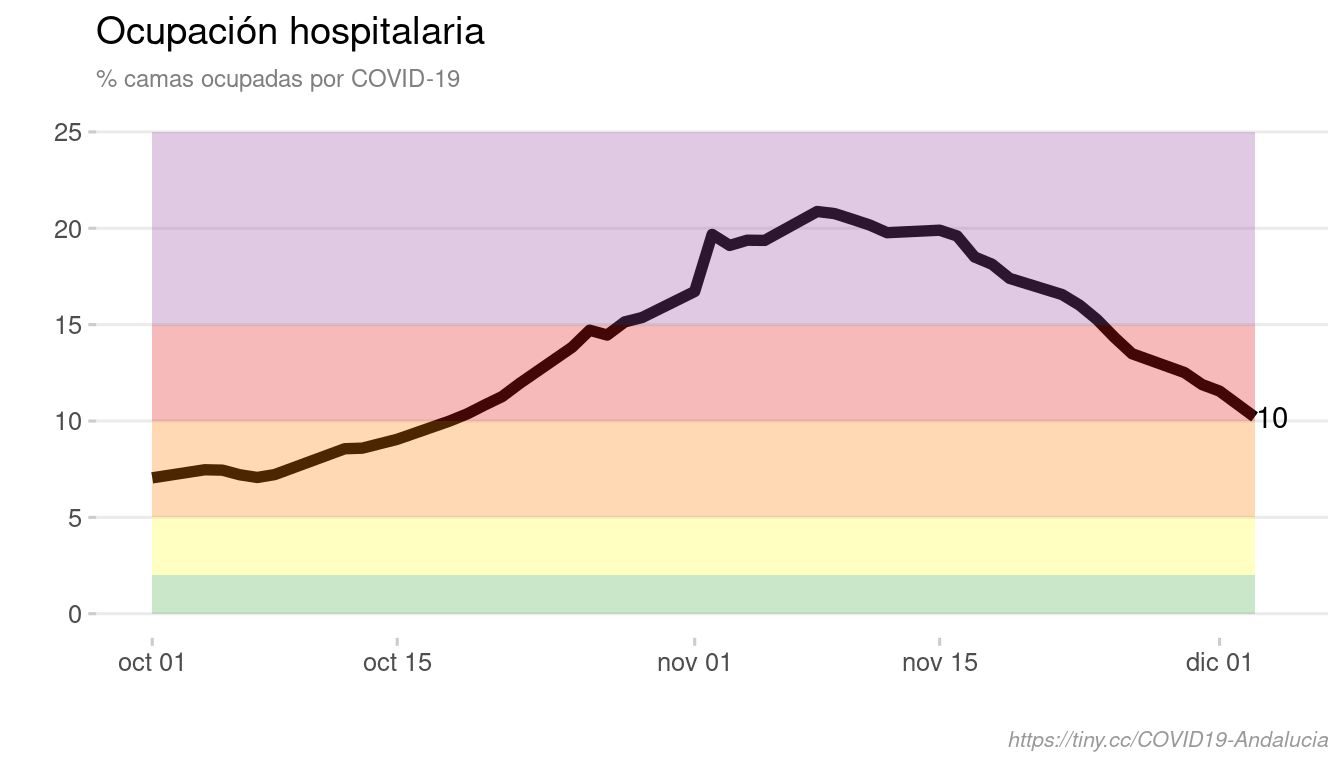 Ocupación hospitalaria
% camas ocupadas por COVID-19
25
20
15
10
5
0
10
oct 01
oct 15
nov 01
nov 15
dic 01
https://tiny.cc/COVID19-Andalucia